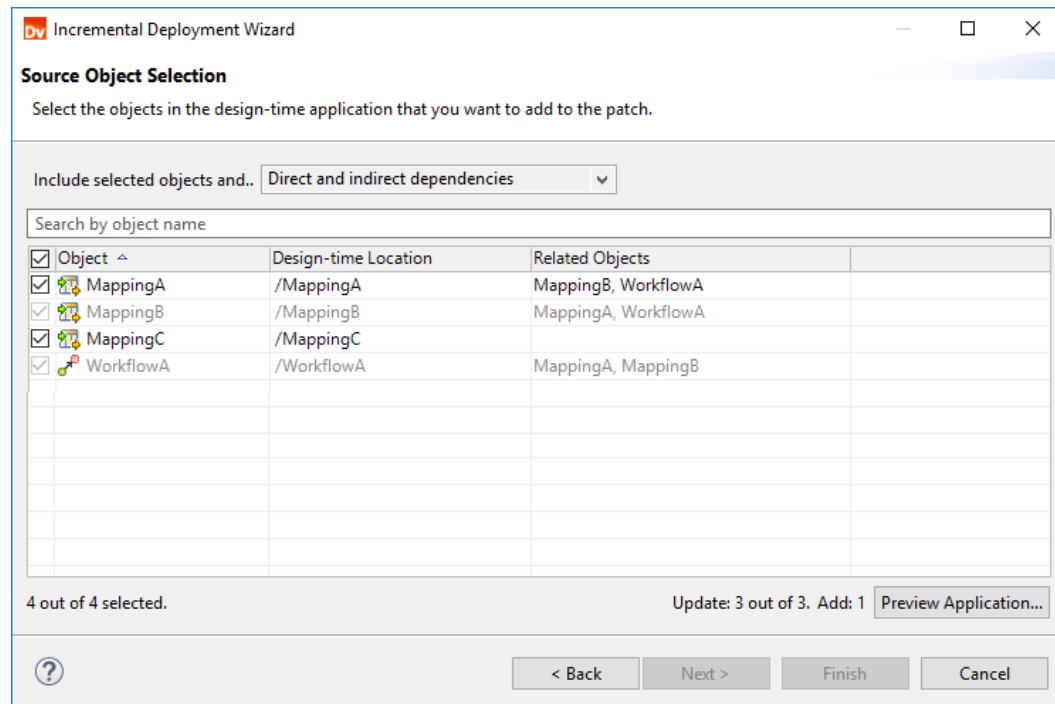 Dv Incremental Deployment Wizard
Source Object Selection
Select the objects in the design-time application that you want to add to the patch.
Include selected objects and.. Direct and indirect dependencies
Search by object name
Object Design-time Location Related Objects
MappingA /MappingA MappingB, WorkflowA
MappingB /MappingB MappingA, WorkflowA
MappingC /MappingC
WorkflowA /WorkflowA MappingA, MappingB
4 out of 4 selected. Update: 3 out of 3. Add: 1 Preview Application...
? < Back Next > Finish Cancel